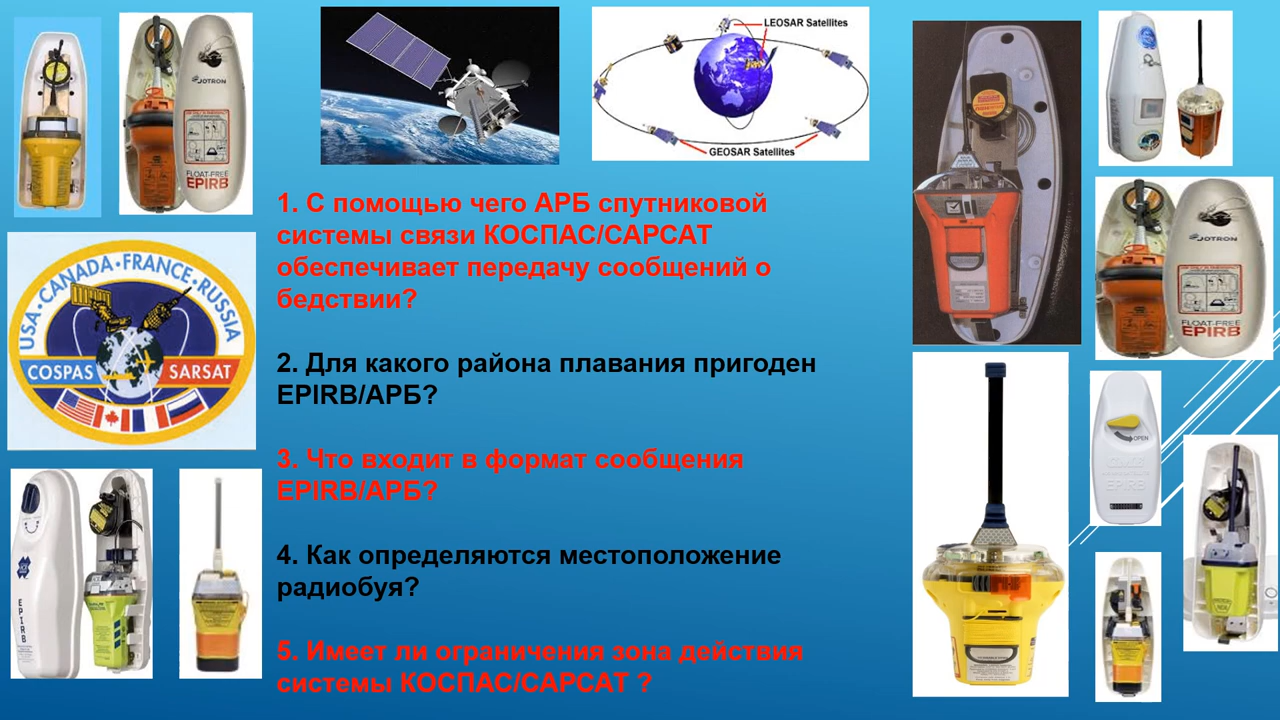 JOTRON
FLOAT-FREE
EPIRB
LEOSAR Satellites
GEOSAR Satellites
USA·CANADA·FRANCE·RUSSIA
COSPAS SARSAT
1. С помощью чего АРБ спутниковой
системы связи КОСПАС/САРСАТ
обеспечивает передачу сообщений о
бедствии?
2. Для какого района плавания пригоден
EPIRB/АРБ?
3. Что входит в формат сообщения
EPIRB/АРБ?
4. Как определяются местоположение
радиобуя?
5. Имеет ли ограничения зона действия
системы КОСПАС/САРСАТ ?
EPIRB
JOTRON
FLOAT-FREE
EPIRB
OPEN
EPIRB